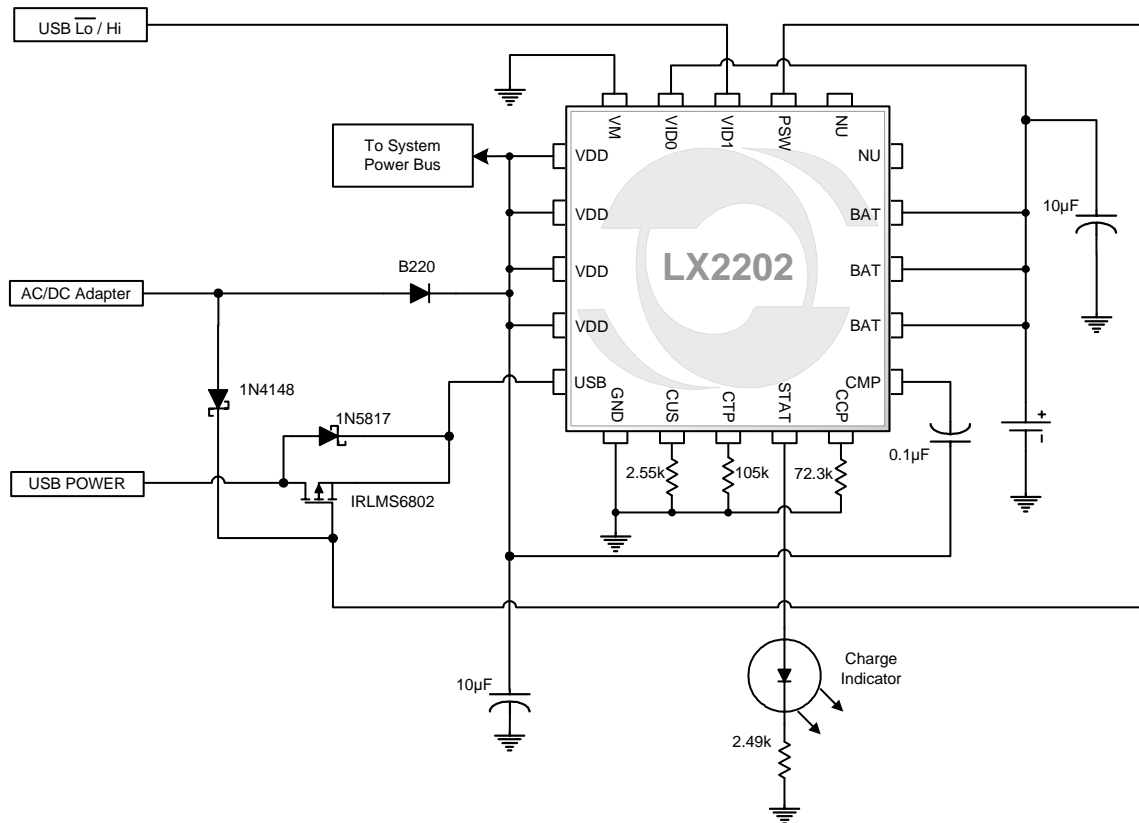 USB Lo / Hi
VM
VID0
VID1
PSW
NU
To System
Power Bus
VDD
NU
VDD
BAT
10µF
LX2202
B220
VDD
BAT
AC/DC Adapter
VDD
BAT
USB
CMP
1N4148
GND
CUS
CTP
STAT
CCP
1N5817
+
-
0.1µF
2.55k
105k
72.3k
USB POWER
IRLMS6802
Charge
Indicator
10µF
2.49k